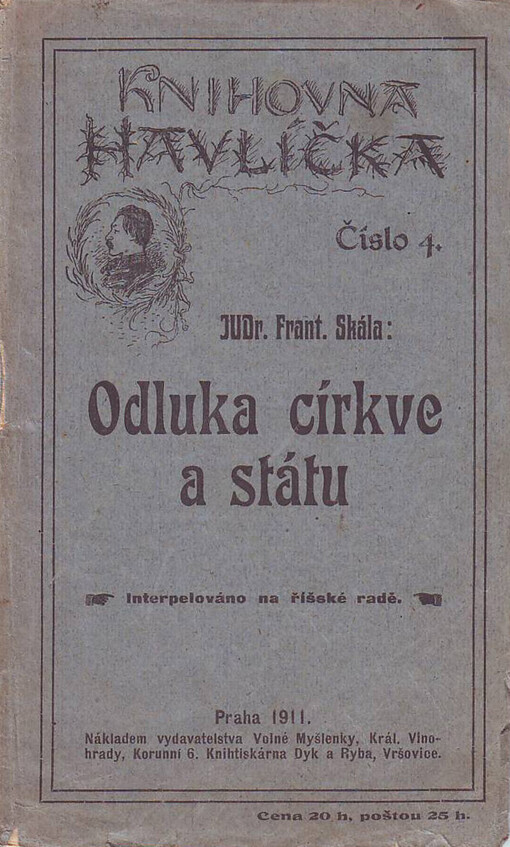 KNIHOVNA
HAVLÍČKA
Číslo 4.
JUDr. Frant. Skála:
Odluka církve
a státu
Interpelováno na říšské radě.
Praha 1911.
Nákladem vydavatelstva Volné Myšlenky, Král. Vino-
hrady, Korunní 6. Knihtiskárna Dyk a Ryba, Vršovice.
Cena 20 h, poštou 25 h.